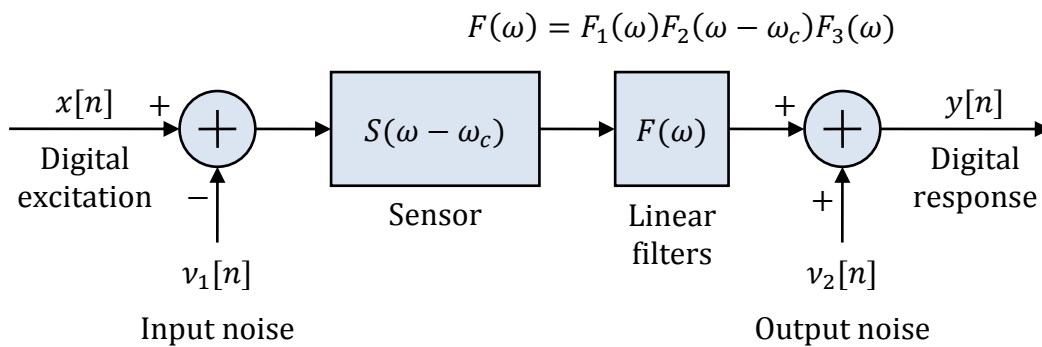 F(ω) = F₁(ω)F₂(ω − ω_c)F₃(ω)
x[n]
+
+
Digital
excitation
−
ν₁[n]
Input noise
S(ω − ω_c)
Sensor
F(ω)
Linear
filters
+
+
+
ν₂[n]
Output noise
y[n]
Digital
response